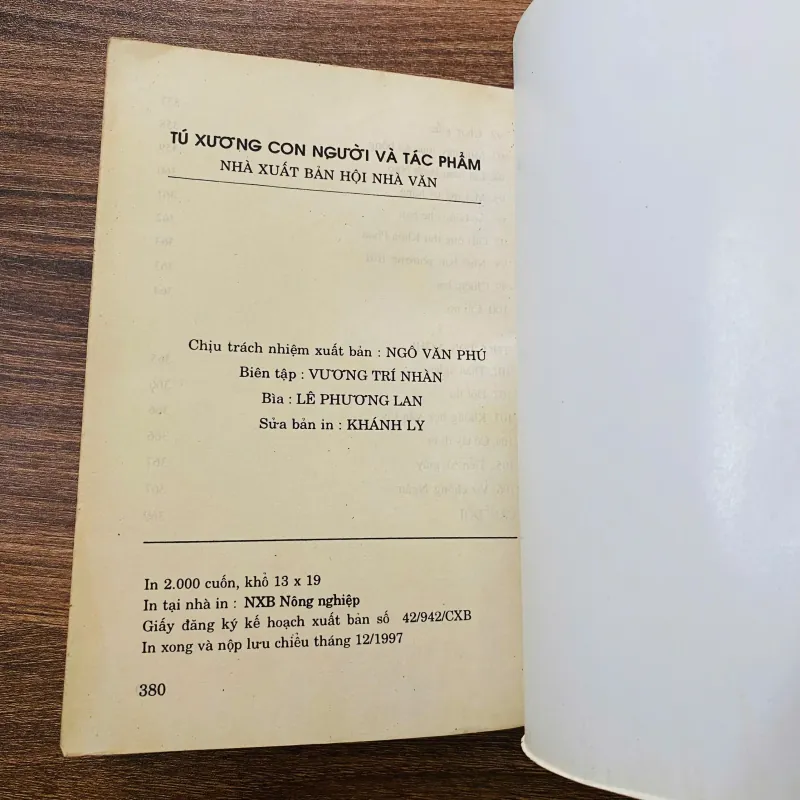 TÚ XƯƠNG CON NGƯỜI VÀ TÁC PHẨM
NHÀ XUẤT BẢN HỘI NHÀ VĂN
Chịu trách nhiệm xuất bản : NGÔ VĂN PHÚ
Biên tập : VƯƠNG TRÍ NHÀN
Bìa : LÊ PHƯƠNG LAN
Sửa bản in : KHÁNH LY
In 2.000 cuốn, khổ 13 x 19
In tại nhà in : NXB Nông nghiệp
Giấy đăng ký kế hoạch xuất bản số 42/942/CXB
In xong và nộp lưu chiểu tháng 12/1997
380